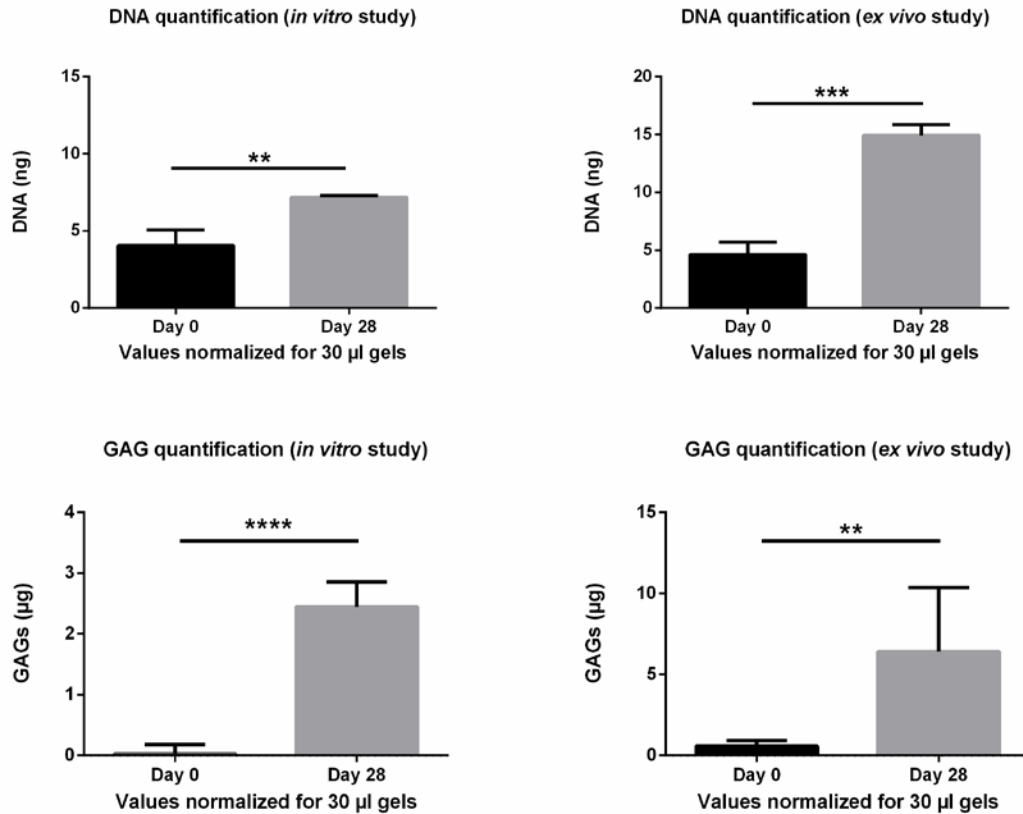 DNA quantification (in vitro study)
15
10
5
0
DNA (ng)
**
Day 0 Day 28
Values normalized for 30 µl gels
DNA quantification (ex vivo study)
20
15
10
5
0
DNA (ng)
***
Day 0 Day 28
Values normalized for 30 µl gels
GAG quantification (in vitro study)
4
3
2
1
0
GAGs (µg)
****
Day 0 Day 28
Values normalized for 30 µl gels
GAG quantification (ex vivo study)
15
10
5
0
GAGs (µg)
**
Day 0 Day 28
Values normalized for 30 µl gels